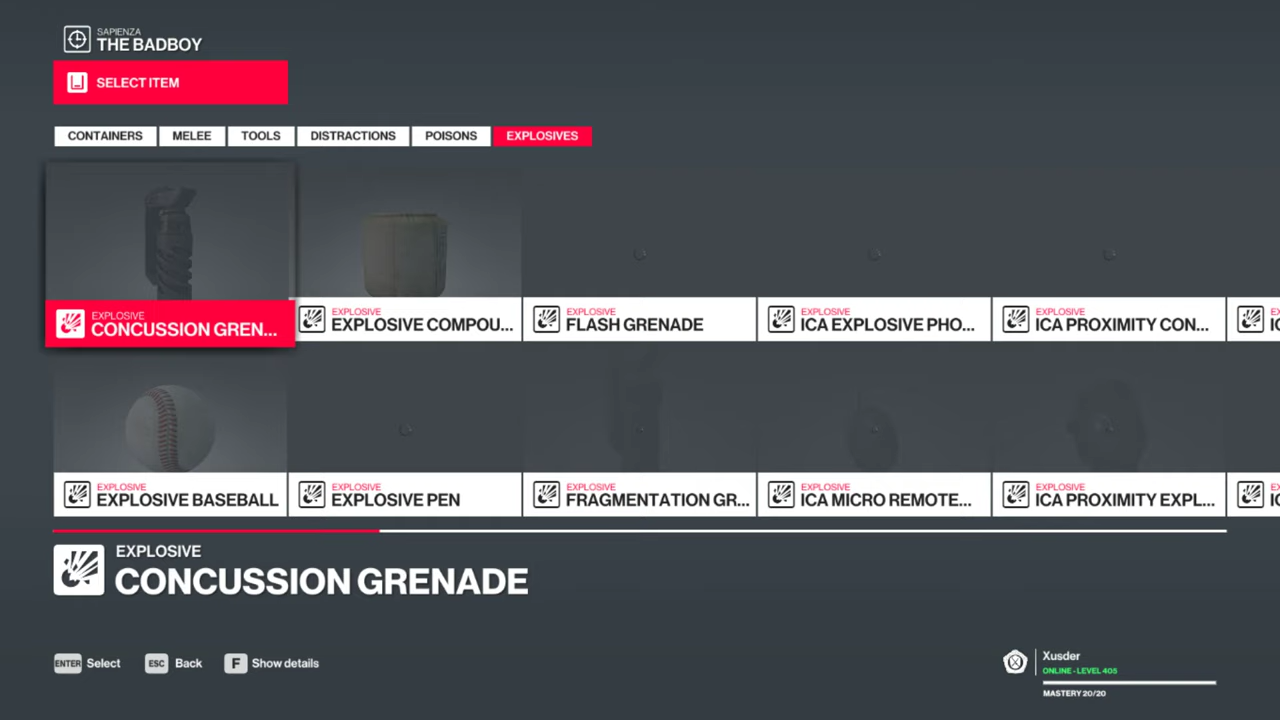 SAPIENZA
THE BADBOY
SELECT ITEM
CONTAINERS MELEE TOOLS DISTRACTIONS POISONS EXPLOSIVES
EXPLOSIVE
CONCUSSION GREN...
EXPLOSIVE
EXPLOSIVE COMPOU...
EXPLOSIVE
FLASH GRENADE
EXPLOSIVE
ICA EXPLOSIVE PHO...
EXPLOSIVE
ICA PROXIMITY CON...
EXPLOSIVE
EXPLOSIVE BASEBALL
EXPLOSIVE
EXPLOSIVE PEN
EXPLOSIVE
FRAGMENTATION GR...
EXPLOSIVE
ICA MICRO REMOTE...
EXPLOSIVE
ICA PROXIMITY EXPL...
EXPLOSIVE
CONCUSSION GRENADE
ENTER Select ESC Back F Show details
Xusder
ONLINE - LEVEL 405
MASTERY 20/20